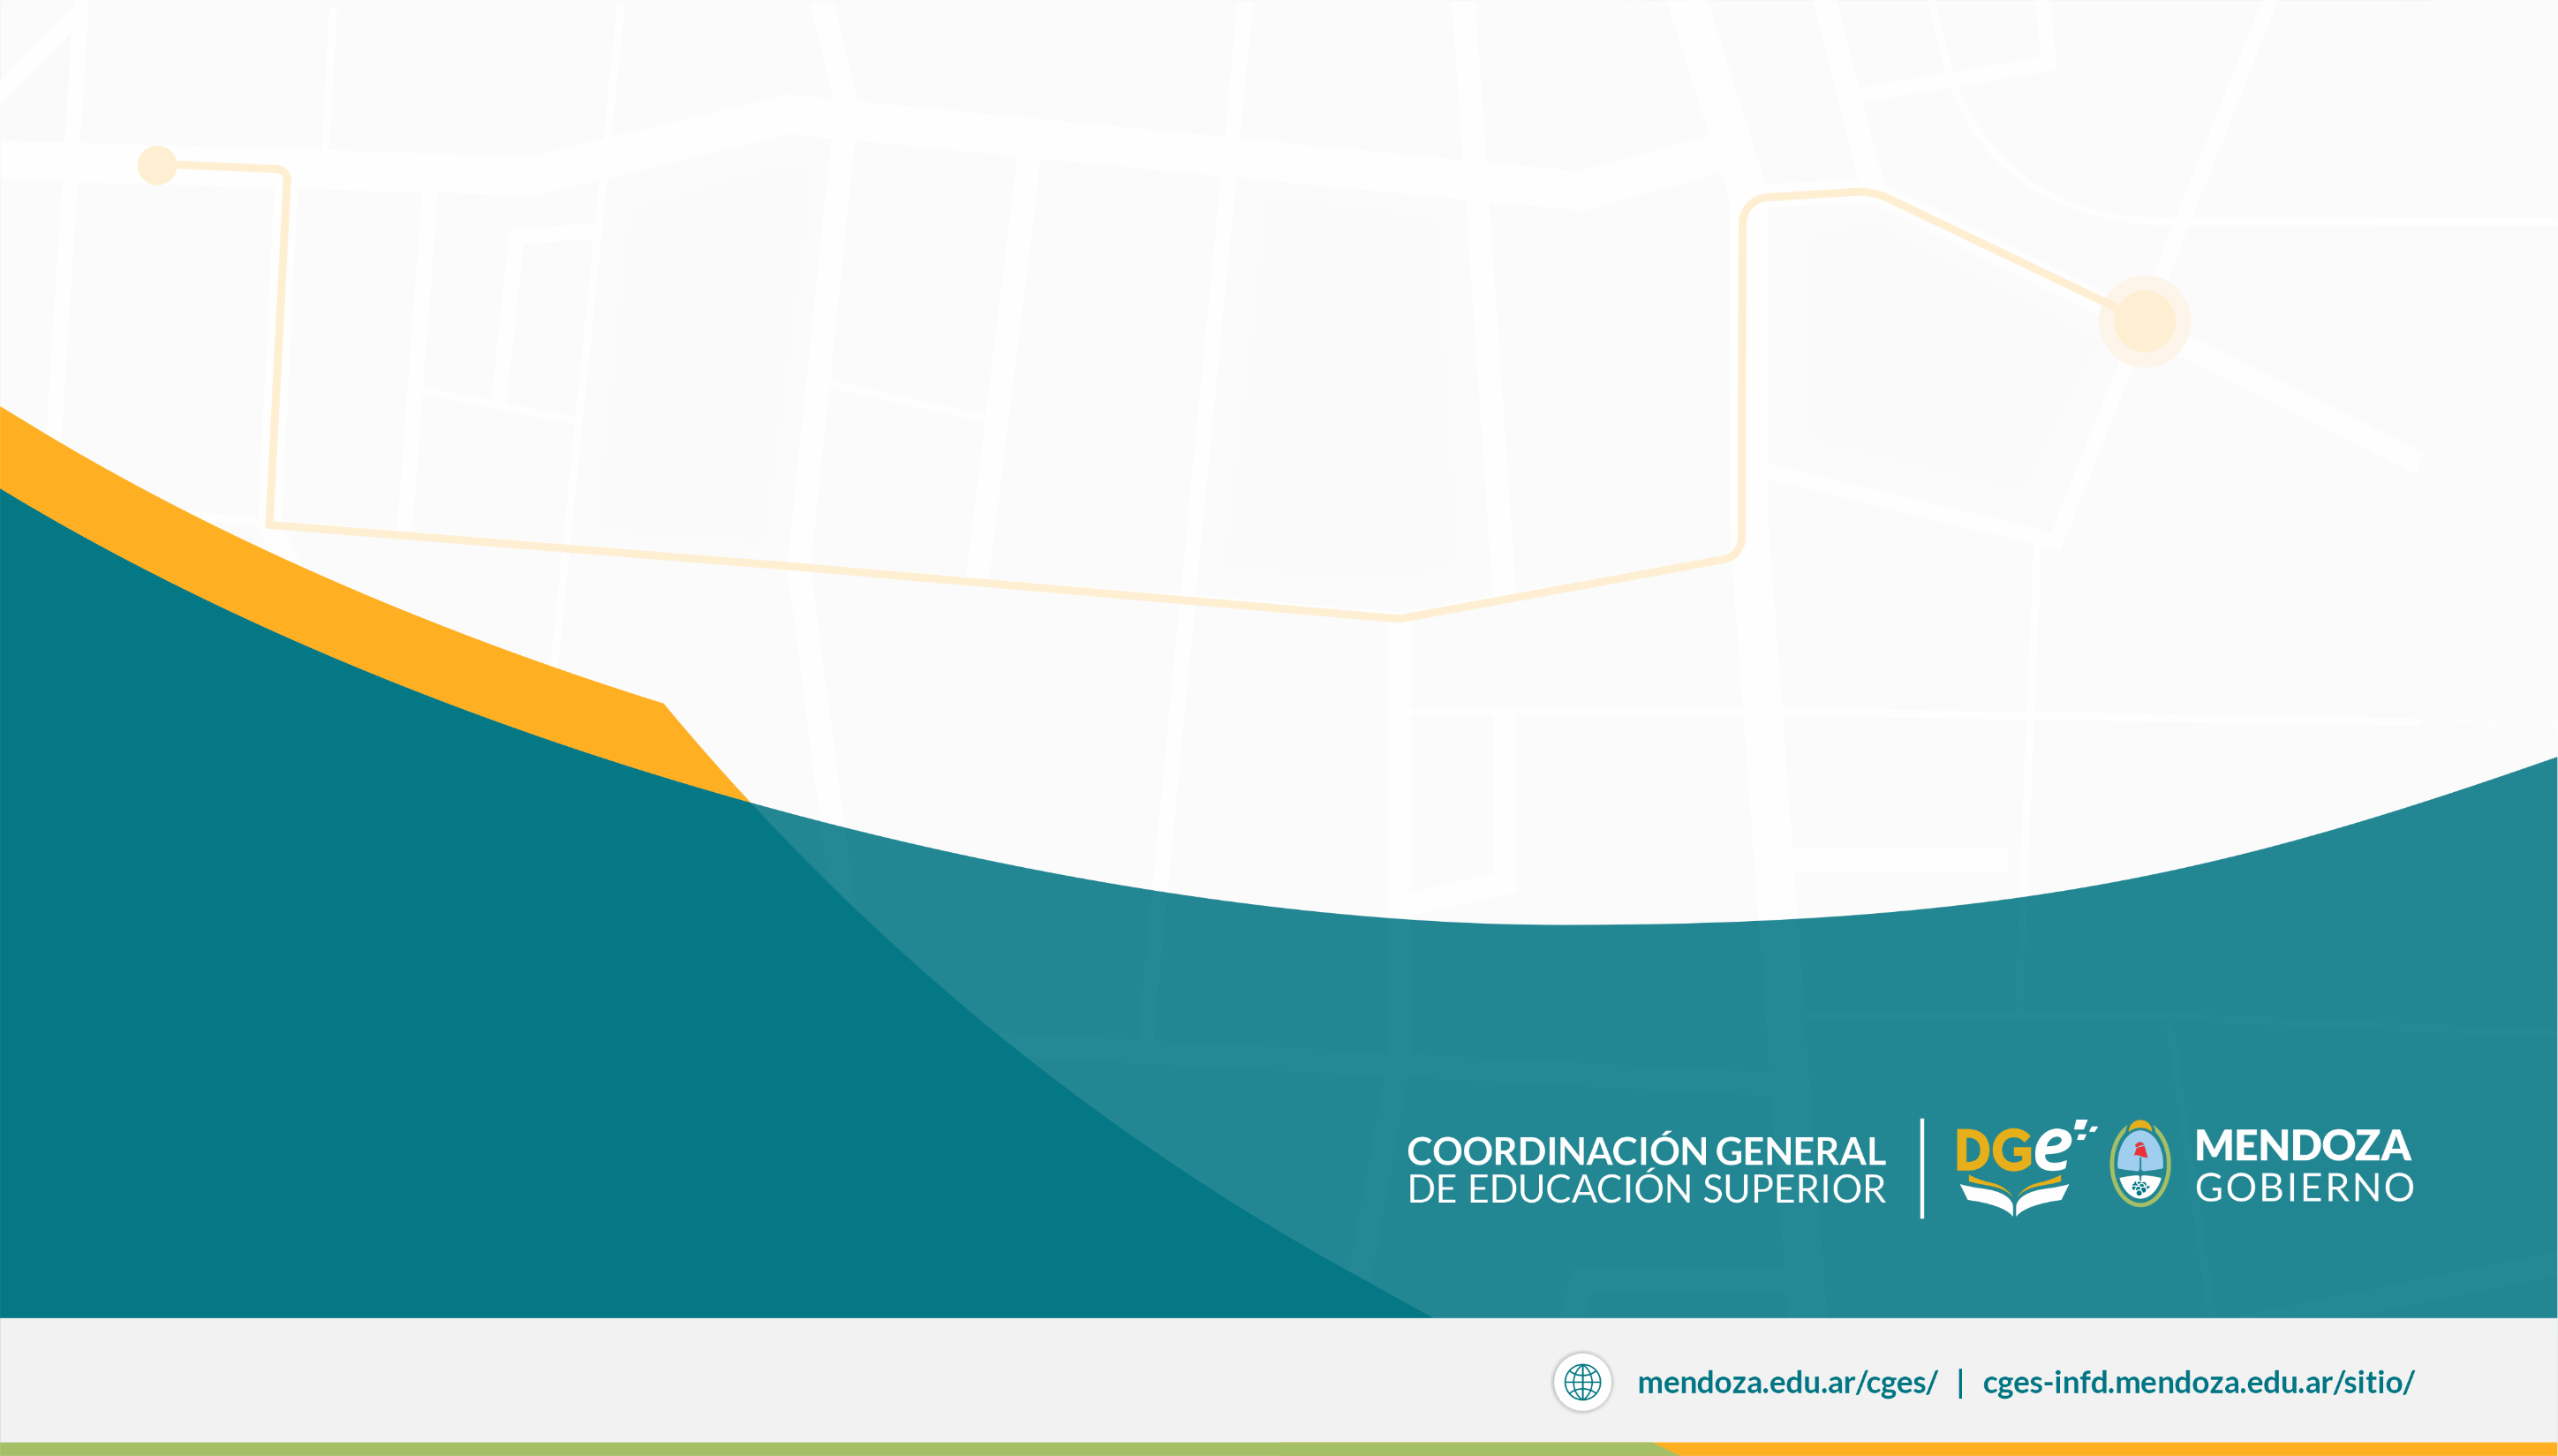 COORDINACIÓN GENERAL
DE EDUCACIÓN SUPERIOR
DGe
MENDOZA
GOBIERNO
mendoza.edu.ar/cges/ | cges-infd.mendoza.edu.ar/sitio/